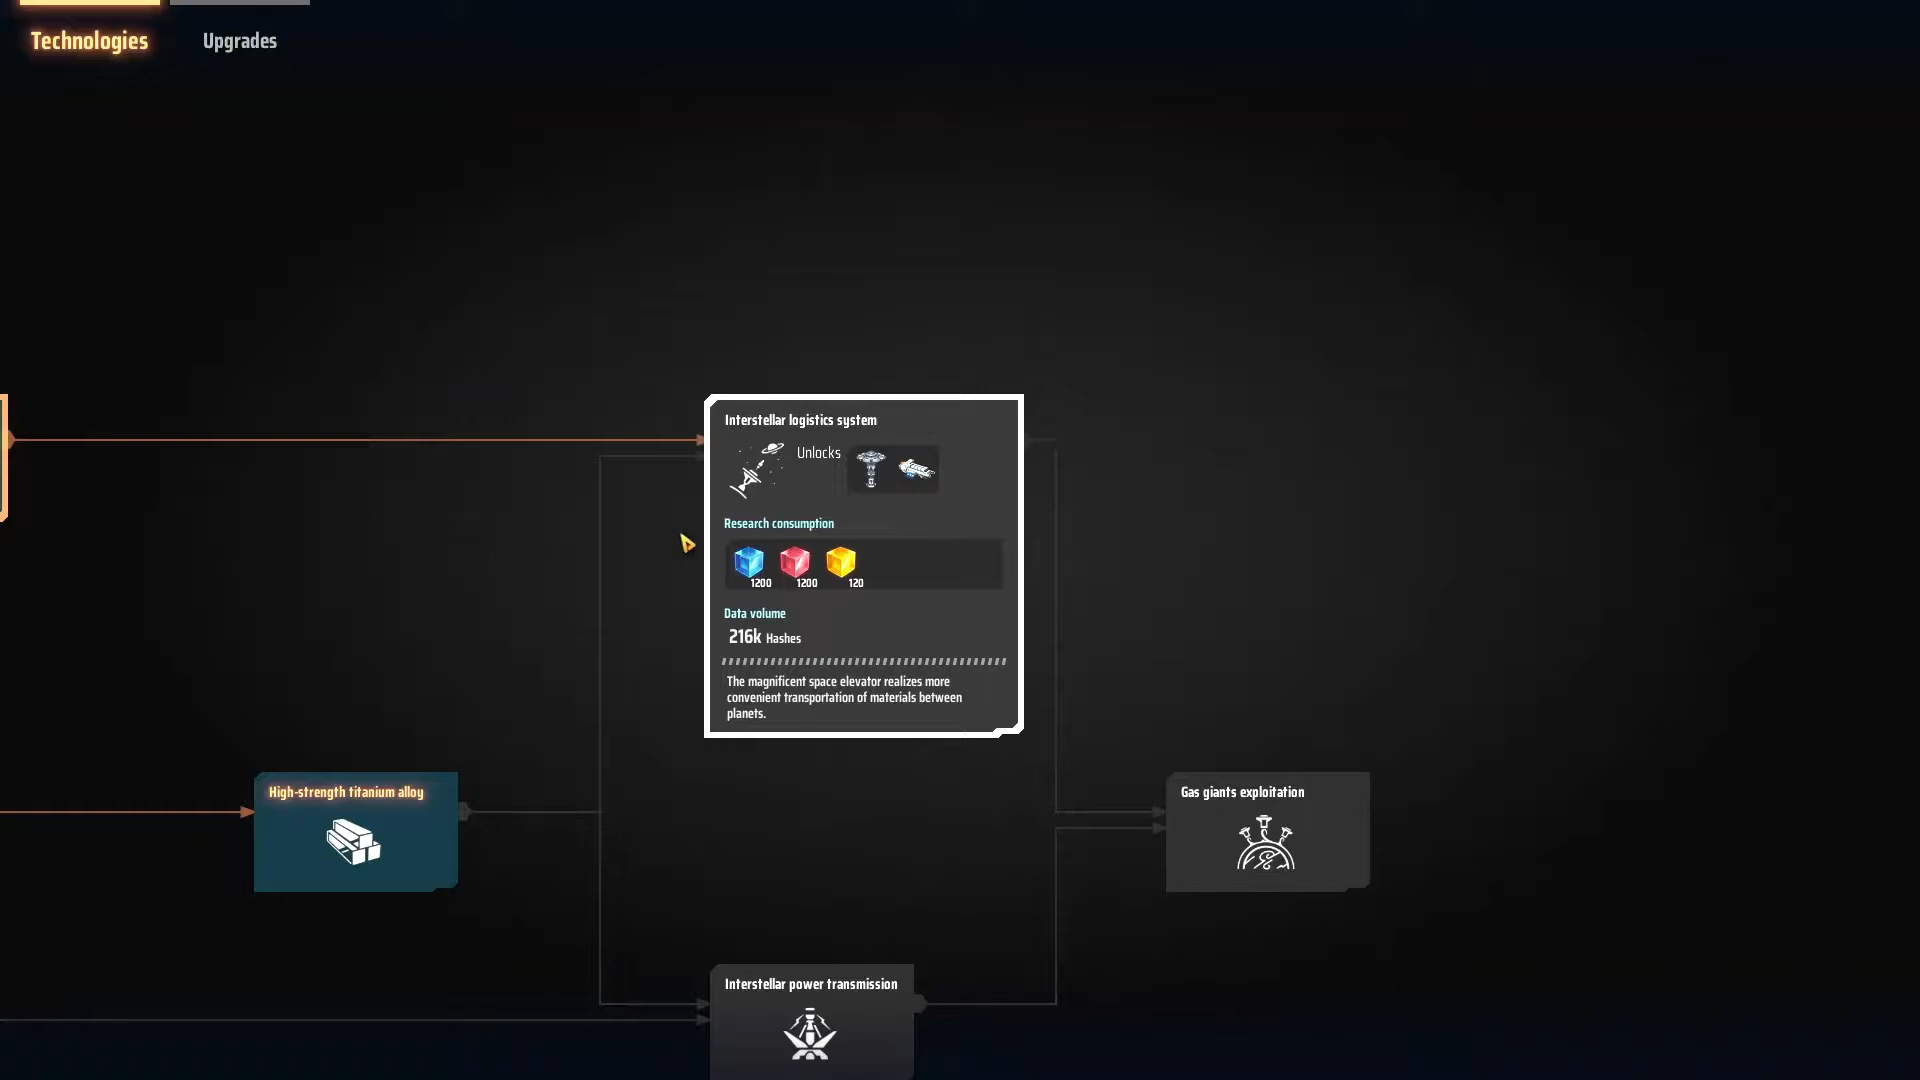 Technologies
Upgrades
Interstellar logistics system
Unlocks
Research consumption
1200
1200
120
Data volume
216k Hashes
The magnificent space elevator realizes more
convenient transportation of materials between
planets.
High-strength titanium alloy
Gas giants exploitation
Interstellar power transmission